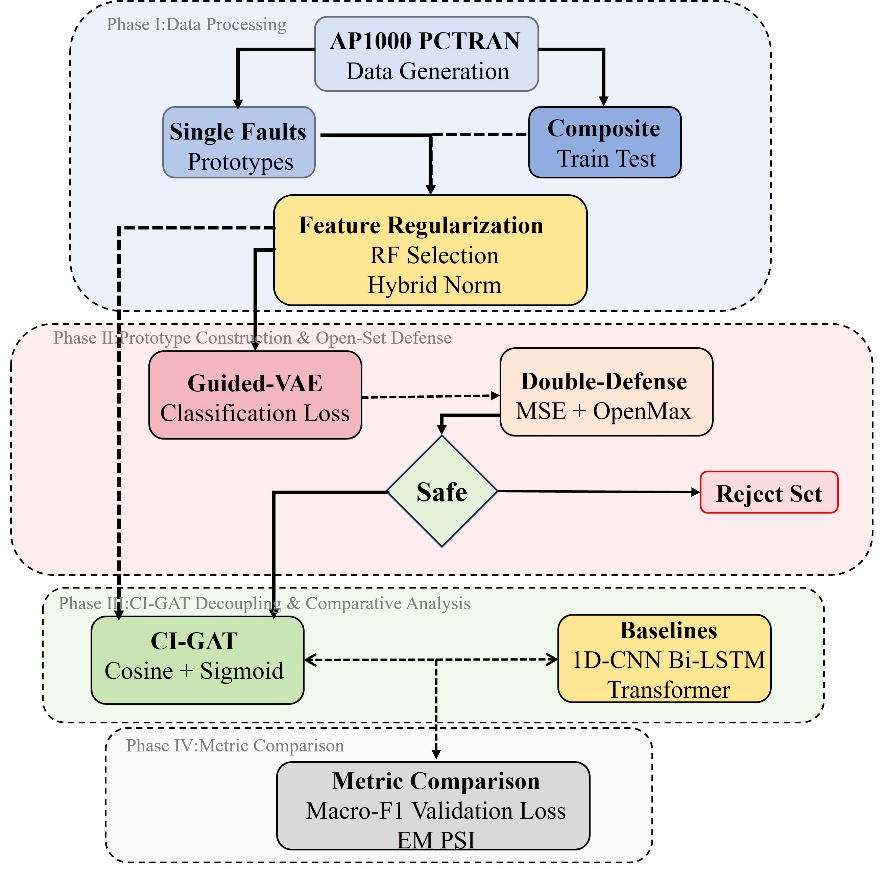 Phase I:Data Processing
AP1000 PCTRAN
Data Generation
Single Faults
Prototypes
Composite
Train Test
Feature Regularization
RF Selection
Hybrid Norm
Phase II:Prototype Construction & Open-Set Defense
Guided-VAE
Classification Loss
Double-Defense
MSE + OpenMax
Safe
Reject Set
Phase III:CI-GAT Decoupling & Comparative Analysis
CI-GAT
Cosine + Sigmoid
Baselines
1D-CNN Bi-LSTM
Transformer
Phase IV:Metric Comparison
Metric Comparison
Macro-F1 Validation Loss
EM PSI